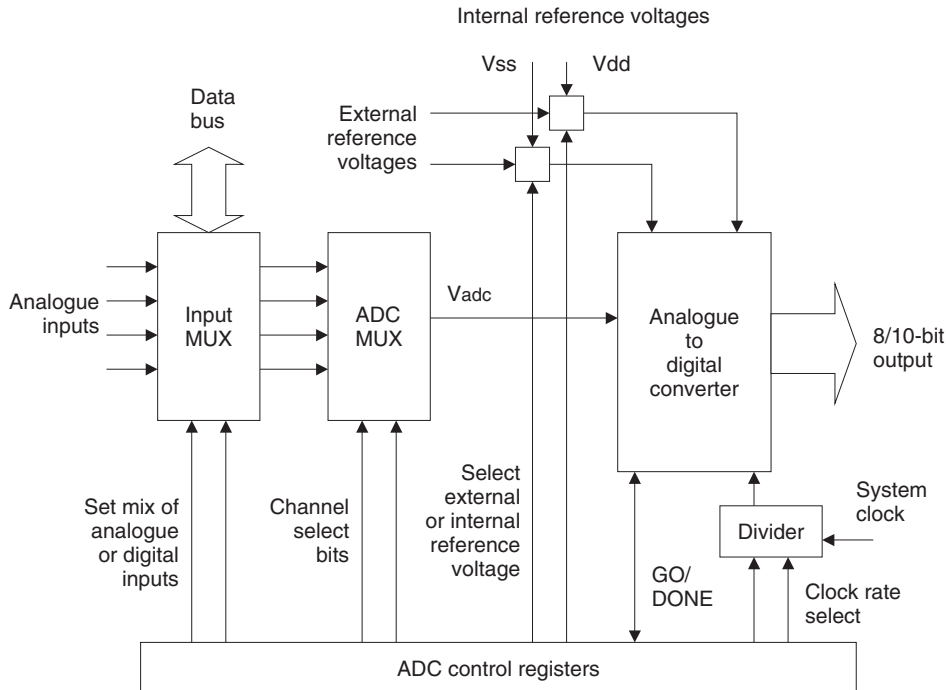 Internal reference voltages
Vss
Vdd
Data
bus
External
reference
voltages
Analogue
inputs
Input
MUX
ADC
MUX
Vadc
Analogue
to
digital
converter
8/10-bit
output
Set mix of
analogue
or digital
inputs
Channel
select
bits
Select
external
or internal
reference
voltage
GO/
DONE
Divider
System
clock
Clock rate
select
ADC control registers